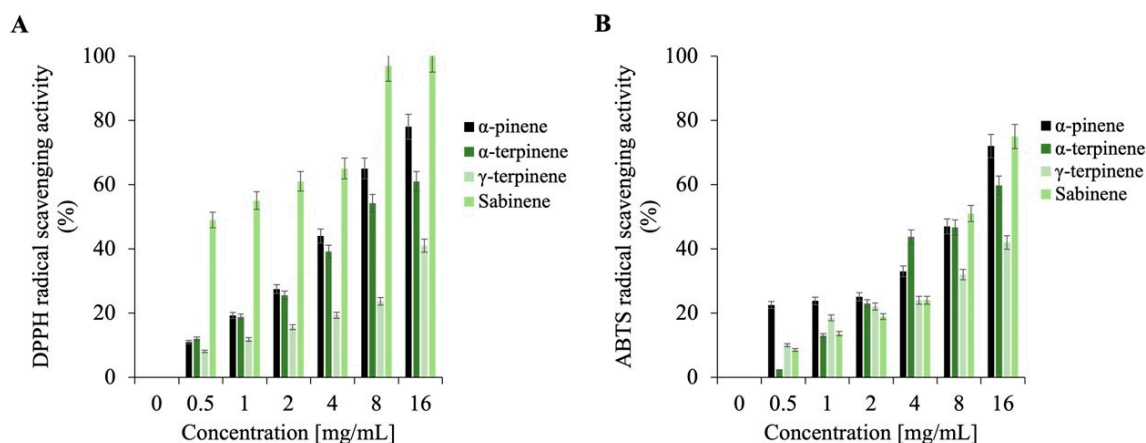 A
DPPH radical scavenging activity
(%)
100
80
60
40
20
0
0 0.5 1 2 4 8 16
Concentration [mg/mL]
α-pinene
α-terpinene
γ-terpinene
Sabinene
B
ABTS radical scavenging activity
(%)
100
80
60
40
20
0
0 0.5 1 2 4 8 16
Concentration [mg/mL]
α-pinene
α-terpinene
γ-terpinene
Sabinene